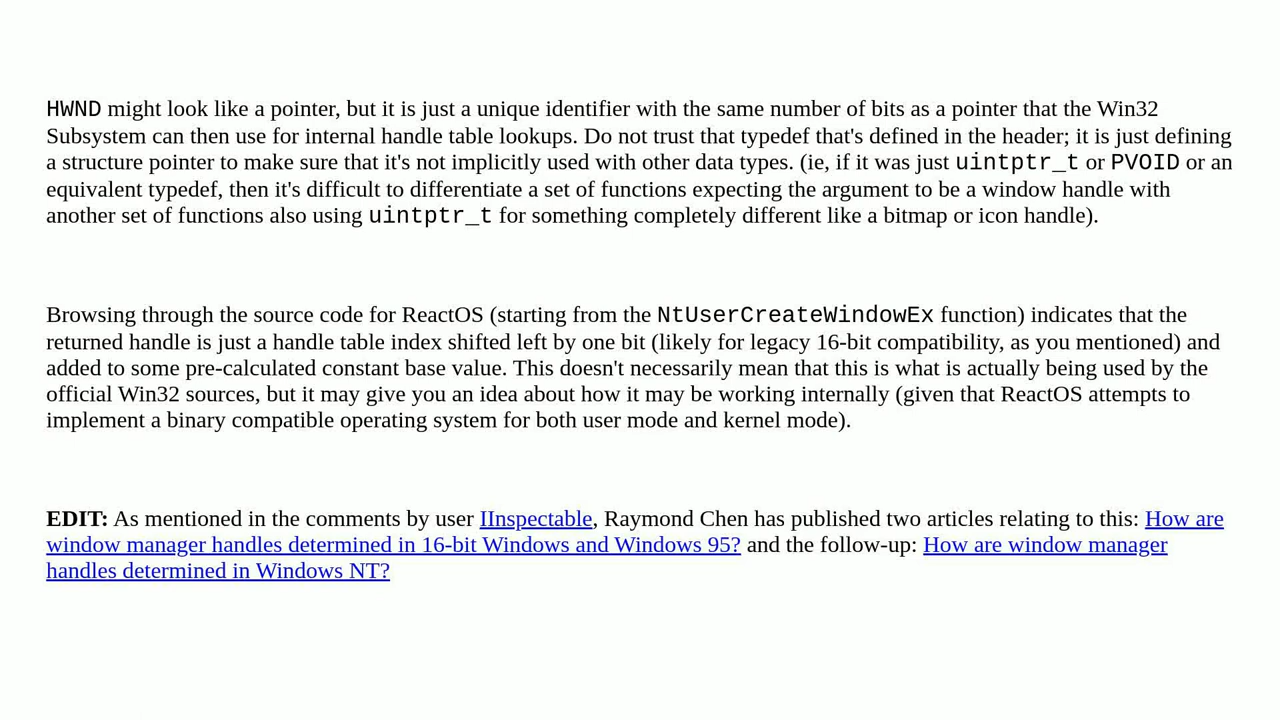 HWND might look like a pointer, but it is just a unique identifier with the same number of bits as a pointer that the Win32
Subsystem can then use for internal handle table lookups. Do not trust that typedef that's defined in the header; it is just defining
a structure pointer to make sure that it's not implicitly used with other data types. (ie, if it was just uintptr_t or PVOID or an
equivalent typedef, then it's difficult to differentiate a set of functions expecting the argument to be a window handle with
another set of functions also using uintptr_t for something completely different like a bitmap or icon handle).
Browsing through the source code for ReactOS (starting from the NtUserCreateWindowEx function) indicates that the
returned handle is just a handle table index shifted left by one bit (likely for legacy 16-bit compatibility, as you mentioned) and
added to some pre-calculated constant base value. This doesn't necessarily mean that this is what is actually being used by the
official Win32 sources, but it may give you an idea about how it may be working internally (given that ReactOS attempts to
implement a binary compatible operating system for both user mode and kernel mode).
EDIT: As mentioned in the comments by user IInspectable, Raymond Chen has published two articles relating to this: How are
window manager handles determined in 16-bit Windows and Windows 95? and the follow-up: How are window manager
handles determined in Windows NT?